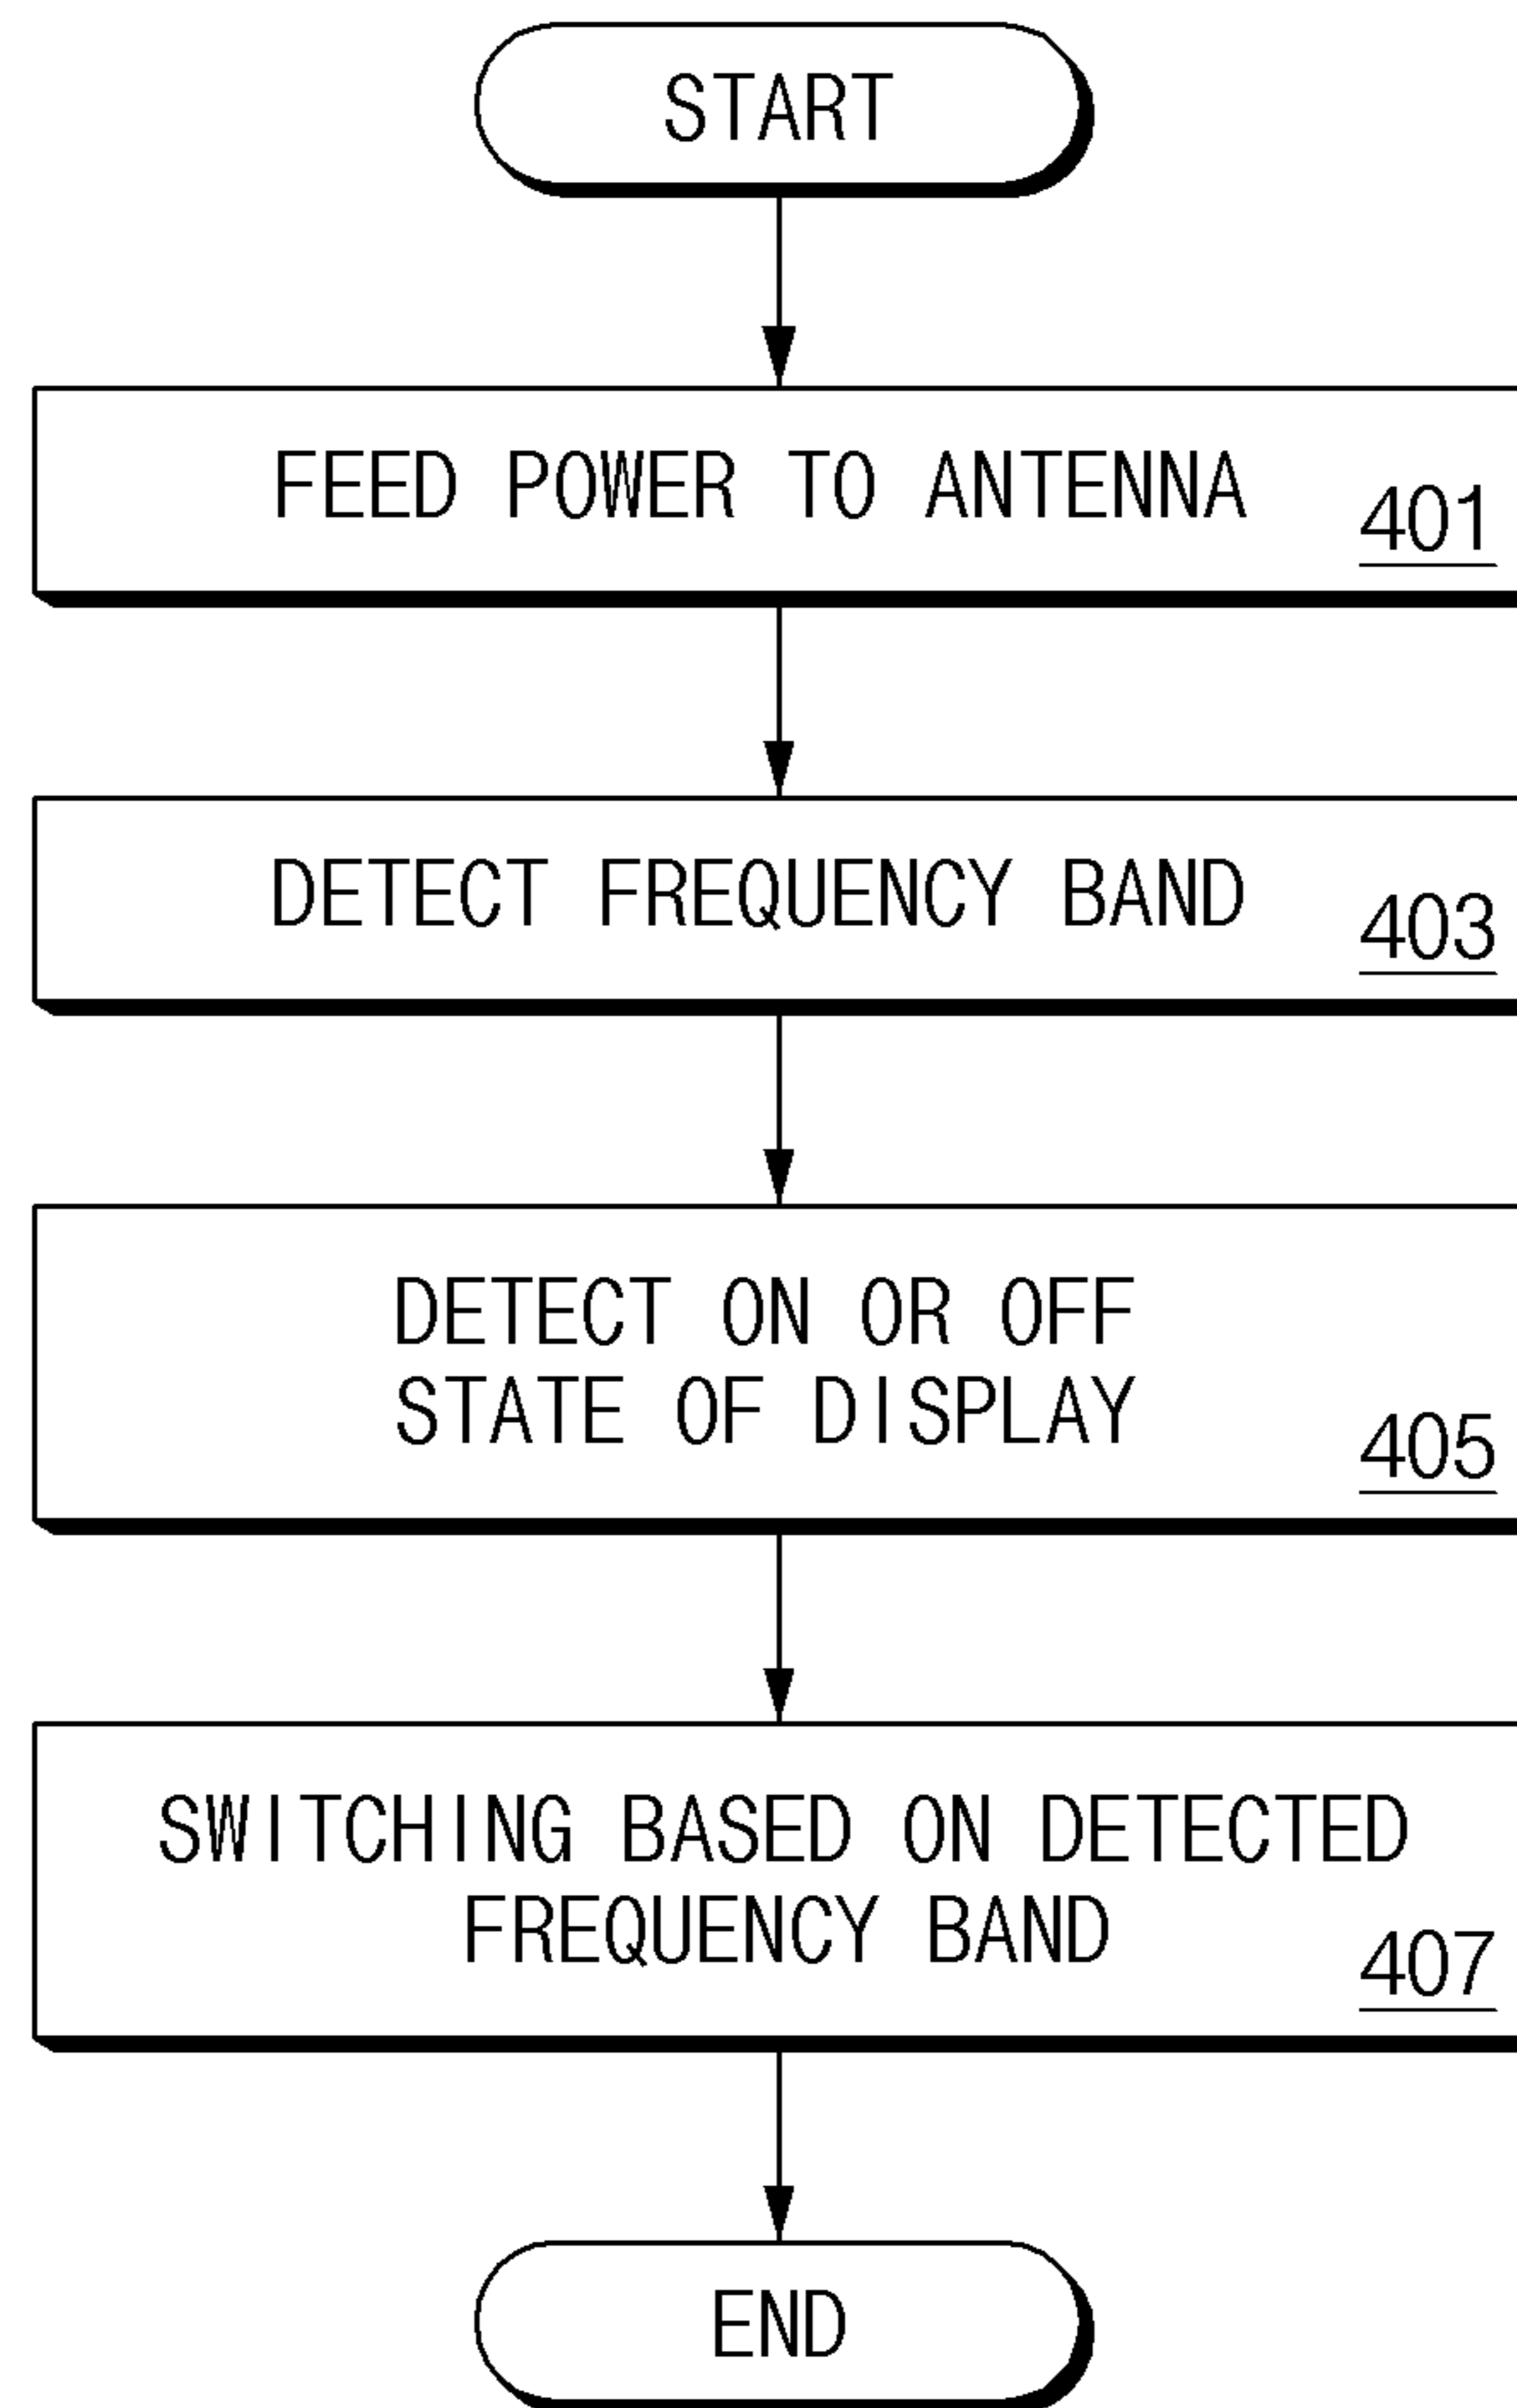 START
FEED POWER TO ANTENNA
401
DETECT FREQUENCY BAND
403
DETECT ON OR OFF
STATE OF DISPLAY
405
SWITCHING BASED ON DETECTED
FREQUENCY BAND
407
END